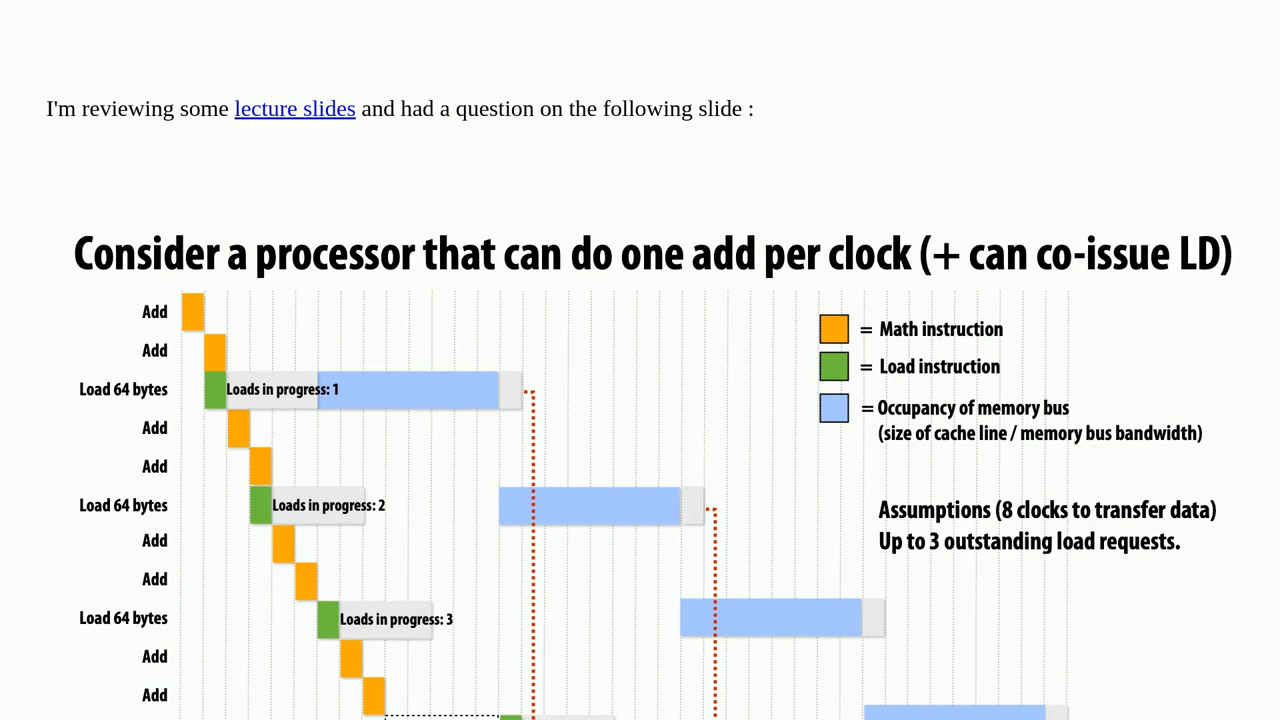 I'm reviewing some lecture slides and had a question on the following slide :
Consider a processor that can do one add per clock (+ can co-issue LD)
Add
= Math instruction
Add
= Load instruction
Load 64 bytes
Loads in progress: 1
= Occupancy of memory bus
(size of cache line / memory bus bandwidth)
Add
Add
Load 64 bytes
Loads in progress: 2
Assumptions (8 clocks to transfer data)
Up to 3 outstanding load requests.
Add
Add
Load 64 bytes
Loads in progress: 3
Add
Add